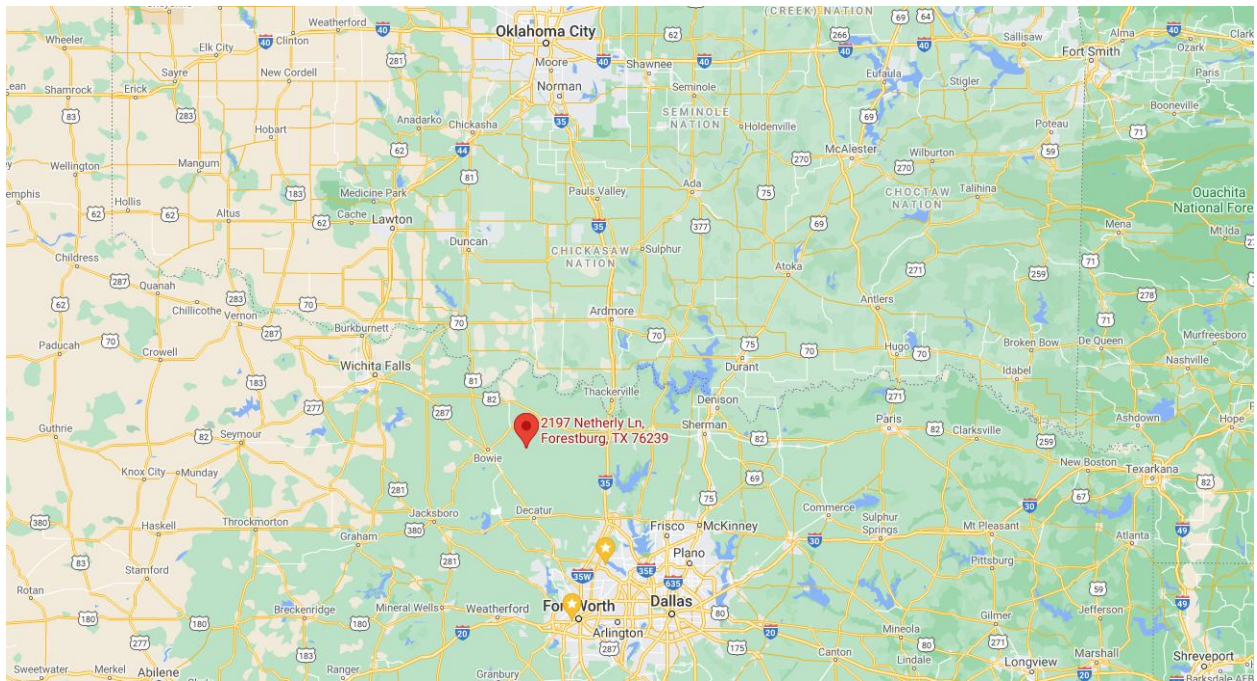 (CREEK) NATION
Weatherford
Clinton
Oklahoma City
Sallisaw
Alma
Ozark
Clark
Wheeler
Elk City
Moore
Shawnee
Fort Smith
Sayre
New Cordell
Norman
Eufaula
Stigler
Paris
Shamrock
Erick
Seminole
SEMINOLE
NATION
Booneville
Hobart
Anadarko
Chickasha
Holdenville
Poteau
Wellington
Mangum
McAlester
Wilburton
Medicine Park
Pauls Valley
Ada
CHOCTAW
NATION
Talihina
Ouachita
National Fore
Hollis
Altus
Cache
Lawton
Mena
Mt Ida
Duncan
CHICKASAW
NATION
Sulphur
Childress
Atoka
Quanah
Antlers
Chillicothe
Vernon
Ardmore
Burkburnett
Murfreesboro
Paducah
Crowell
Hugo
Broken Bow
De Queen
Wichita Falls
Durant
Idabel
Nashville
Thackerville
Denison
Ashdown
Hope
2197 Netherly Ln,
Forestburg, TX 76239
Guthrie
Seymour
Sherman
Paris
Clarksville
Bowie
New Boston
Texarkana
Knox City
Munday
Haskell
Throckmorton
Jacksboro
Decatur
Frisco
McKinney
Commerce
Sulphur
Springs
Mt Pleasant
Atlanta
Graham
Plano
Pittsburg
Stamford
Rotan
Breckenridge
Mineral Wells
Weatherford
Fort Worth
Dallas
Arlington
Gilmer
Jefferson
Mineola
Sweetwater
Merkel
Abilene
Ranger
Granbury
Canton
Lindale
Longview
Marshall
Shreveport
Barksdale AFB